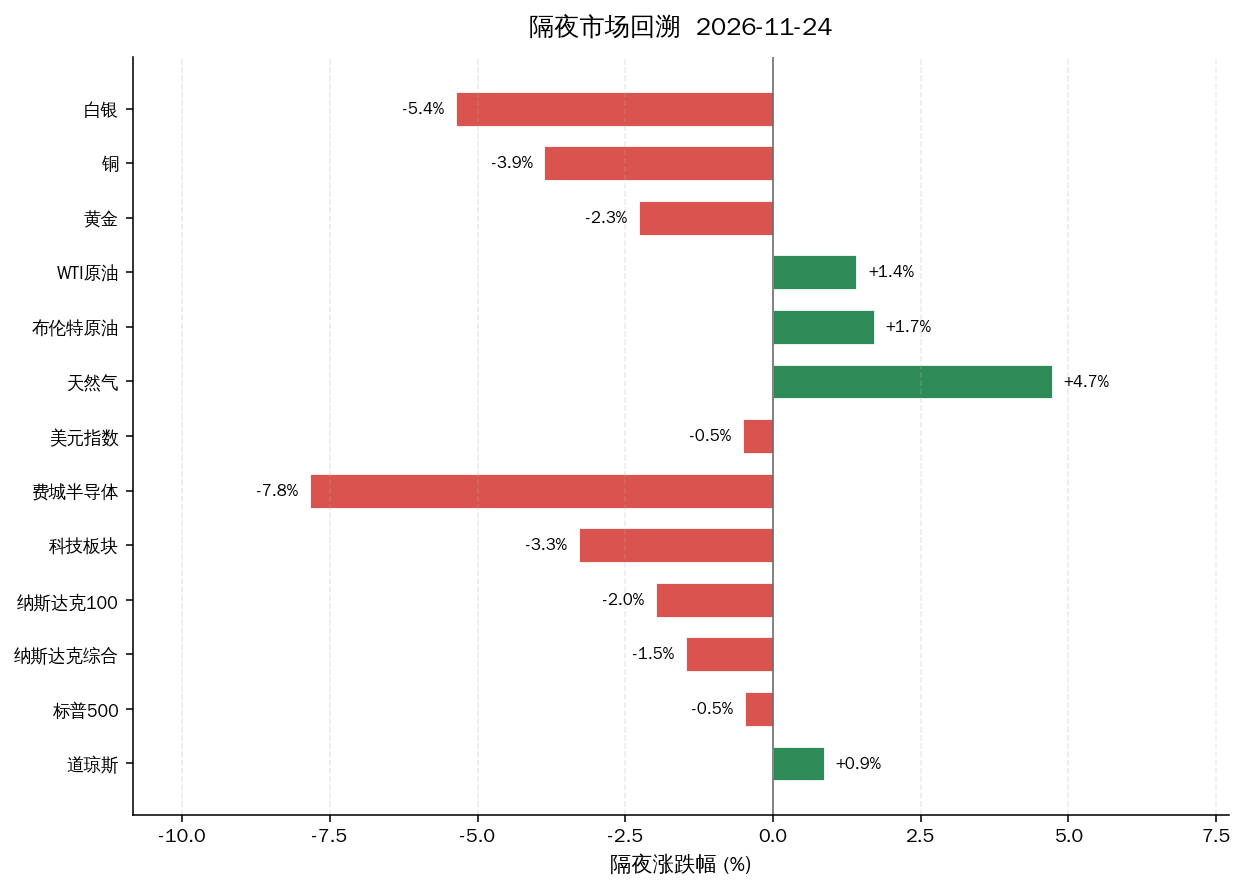 隔夜市场回溯 2026-11-24
白银 -5.4%
铜 -3.9%
黄金 -2.3%
WTI原油 +1.4%
布伦特原油 +1.7%
天然气 +4.7%
美元指数 -0.5%
费城半导体 -7.8%
科技板块 -3.3%
纳斯达克100 -2.0%
纳斯达克综合 -1.5%
标普500 -0.5%
道琼斯 +0.9%
-10.0 -7.5 -5.0 -2.5 0.0 2.5 5.0 7.5
隔夜涨跌幅 (%)